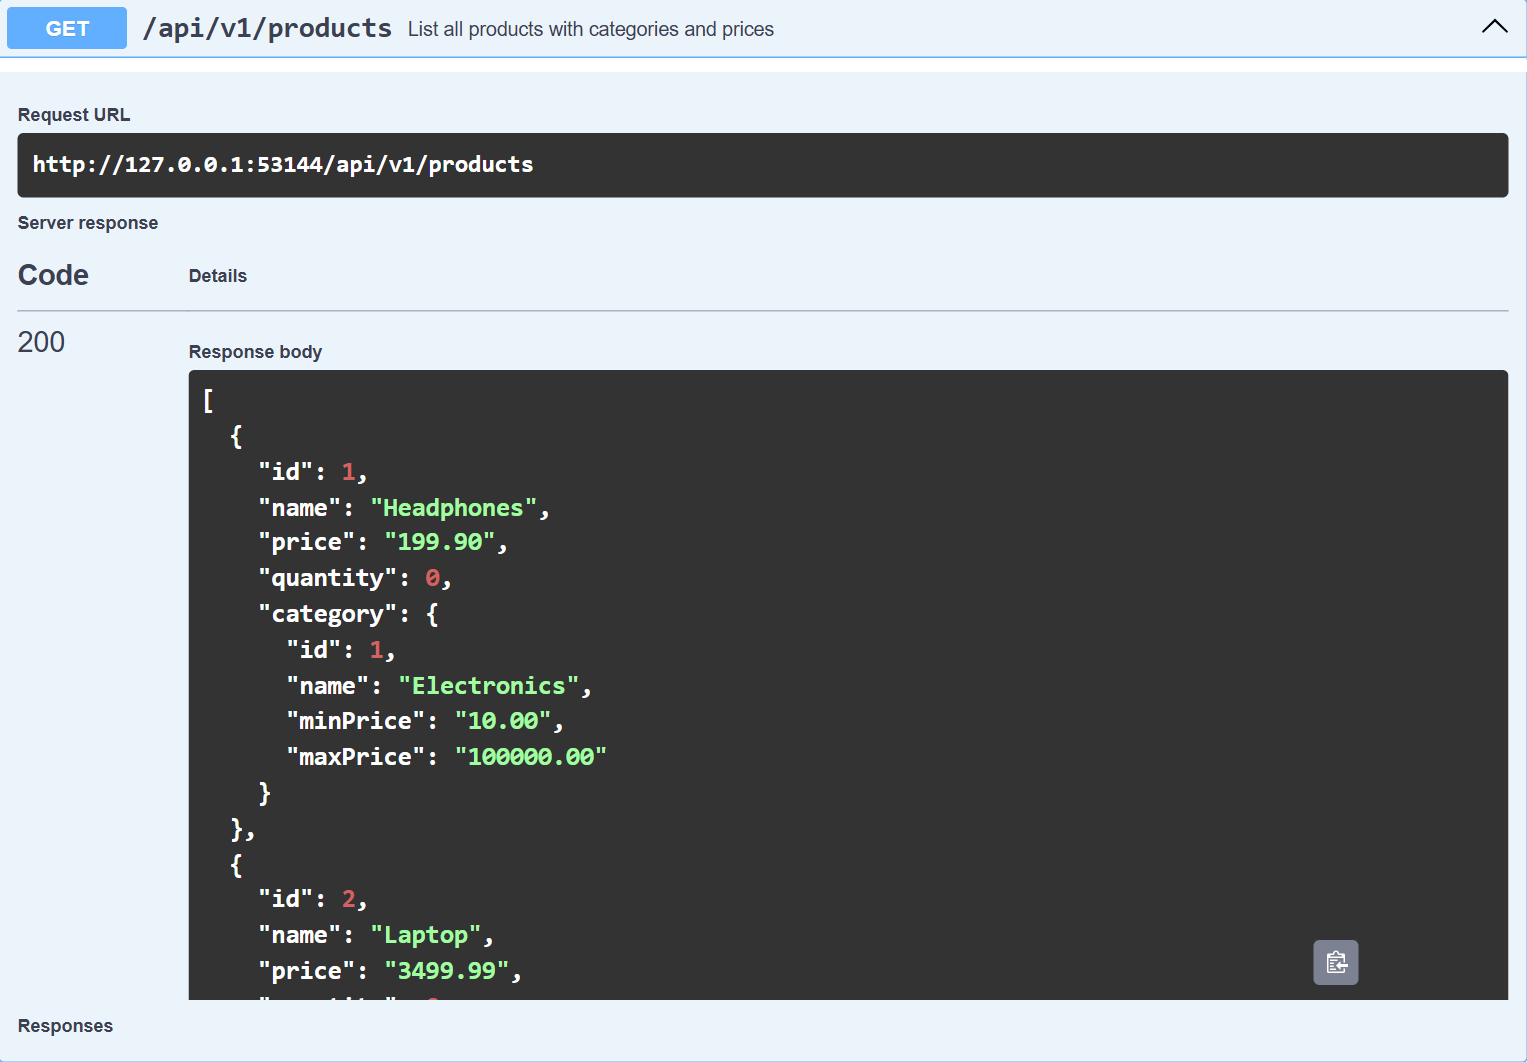 GET /api/v1/products List all products with categories and prices
Request URL
http://127.0.0.1:53144/api/v1/products
Server response
Code Details
200
Response body
[
{
"id": 1,
"name": "Headphones",
"price": "199.90",
"quantity": 0,
"category": {
"id": 1,
"name": "Electronics",
"minPrice": "10.00",
"maxPrice": "100000.00"
}
},
{
"id": 2,
"name": "Laptop",
"price": "3499.99",
Responses